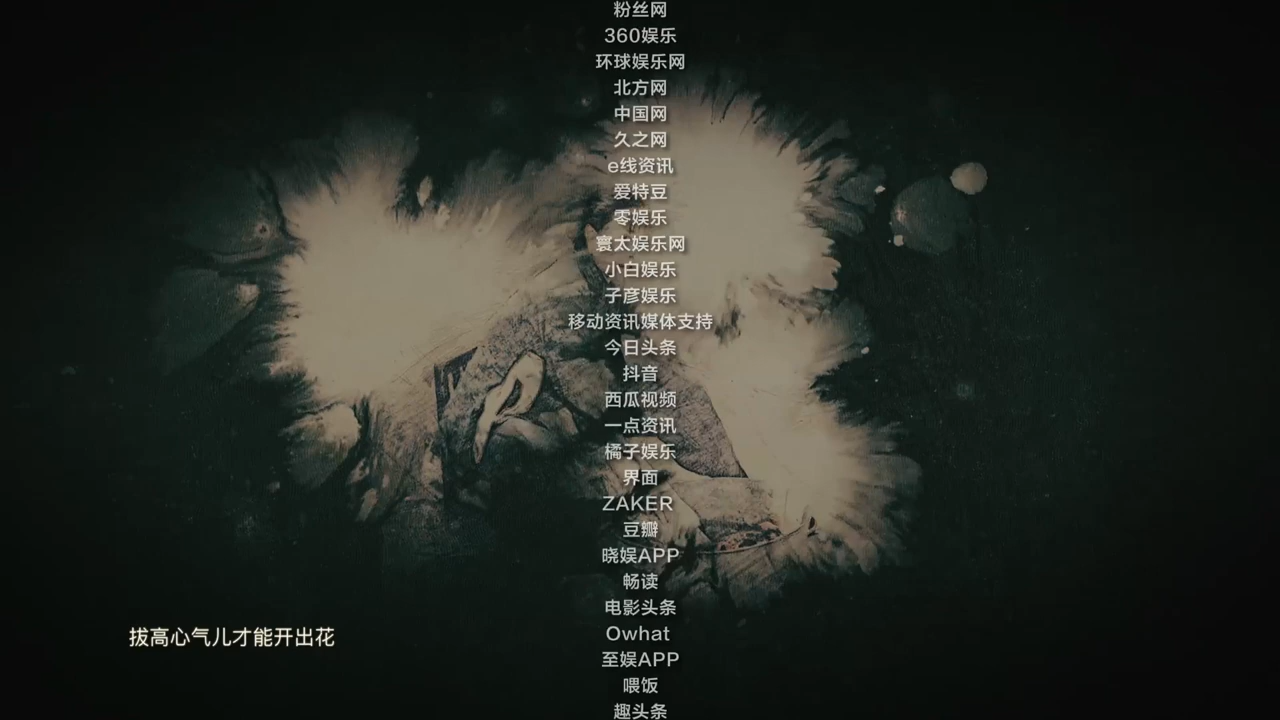 粉丝网
360娱乐
环球娱乐网
北方网
中国网
久之网
e线资讯
爱特豆
零娱乐
寰太娱乐网
小白娱乐
子彦娱乐
移动资讯媒体支持
今日头条
抖音
西瓜视频
一点资讯
橘子娱乐
界面
ZAKER
豆瓣
晓娱APP
畅读
电影头条
Owhat
拔高心气儿才能开出花
至娱APP
喂饭
趣头条